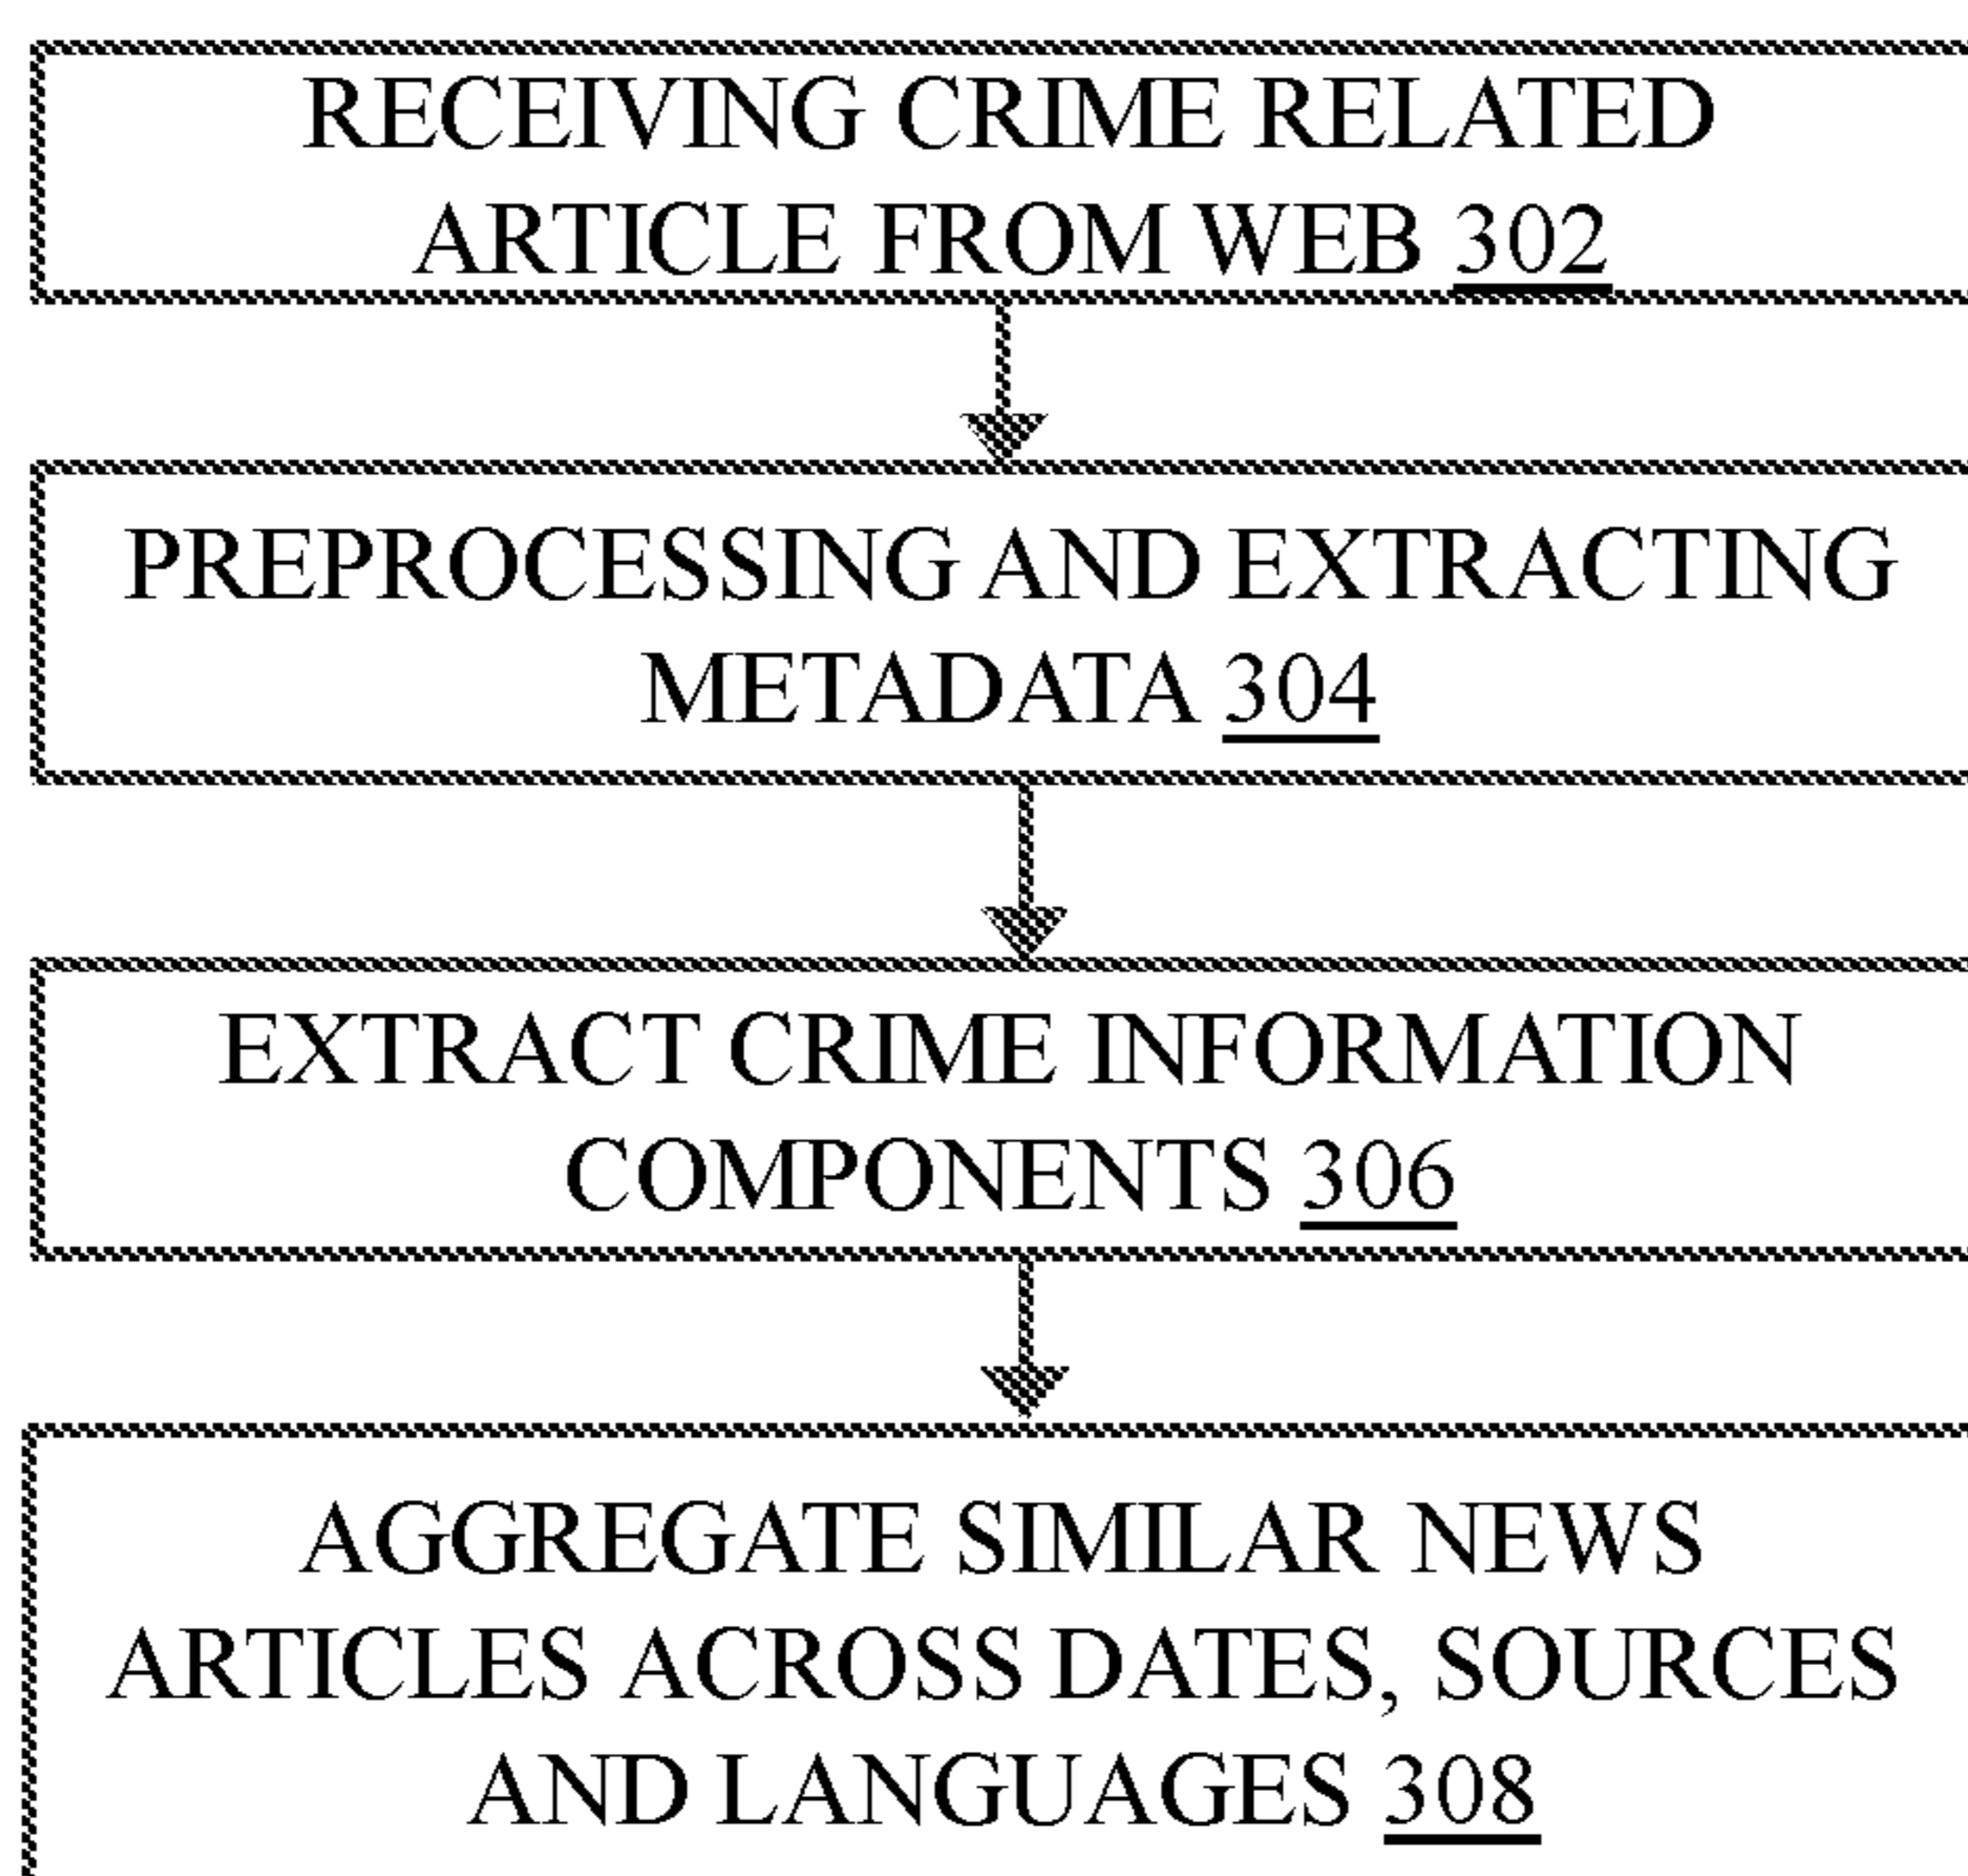 RECEIVING CRIME RELATED
ARTICLE FROM WEB 302
PREPROCESSING AND EXTRACTING
METADATA 304
EXTRACT CRIME INFORMATION
COMPONENTS 306
AGGREGATE SIMILAR NEWS
ARTICLES ACROSS DATES, SOURCES
AND LANGUAGES 308